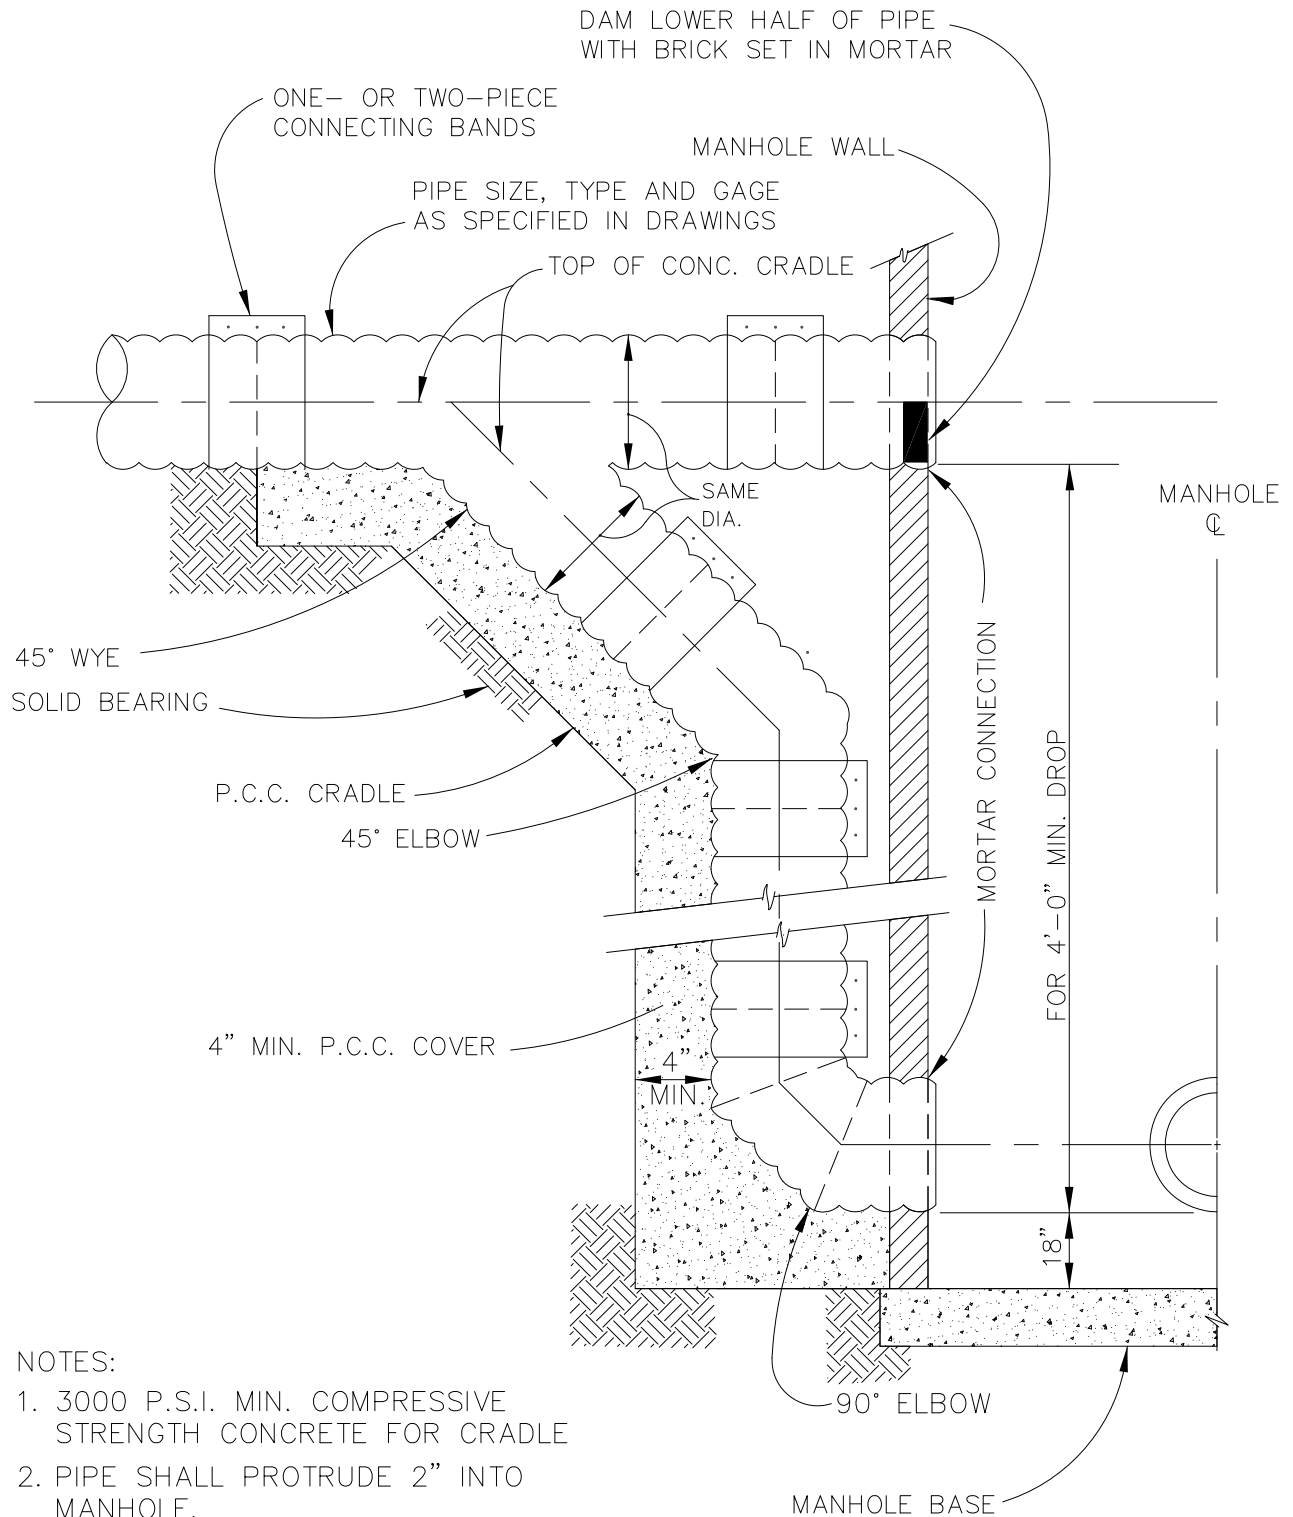 DAM LOWER HALF OF PIPE
WITH BRICK SET IN MORTAR
ONE- OR TWO-PIECE
CONNECTING BANDS
MANHOLE WALL
PIPE SIZE, TYPE AND GAGE
AS SPECIFIED IN DRAWINGS
TOP OF CONC. CRADLE
SAME
DIA.
MANHOLE
℄
45° WYE
SOLID BEARING
P.C.C. CRADLE
45° ELBOW
MORTAR CONNECTION
FOR 4'-0" MIN. DROP
4" MIN. P.C.C. COVER
4"
MIN.
18"
90° ELBOW
MANHOLE BASE
NOTES:
1. 3000 P.S.I. MIN. COMPRESSIVE
STRENGTH CONCRETE FOR CRADLE
2. PIPE SHALL PROTRUDE 2" INTO
MANHOLE.